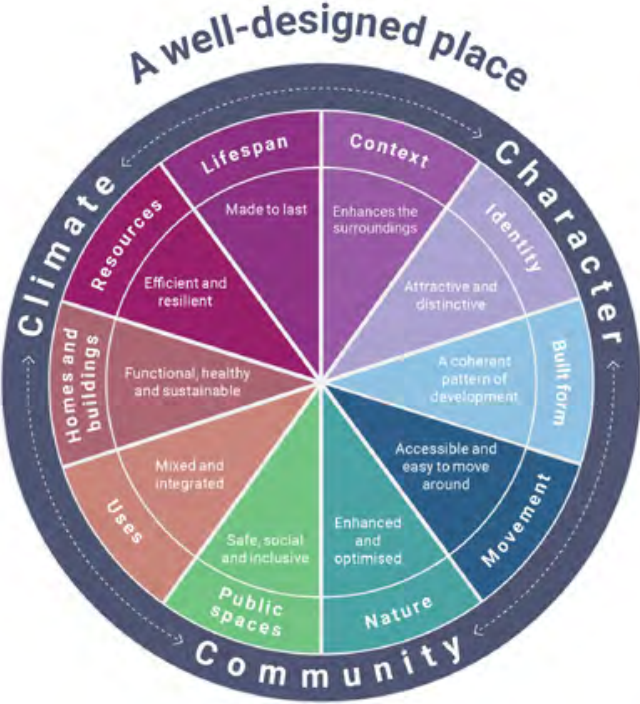 A well-designed place
Climate
Character
Community
Context
Enhances the
surroundings
Identity
Attractive and
distinctive
Built form
A coherent
pattern of
development
Movement
Accessible and
easy to move
around
Nature
Enhanced
and
optimised
Public
spaces
Safe, social
and inclusive
Uses
Mixed and
integrated
Homes and
buildings
Functional, healthy
and sustainable
Resources
Efficient and
resilient
Lifespan
Made to last